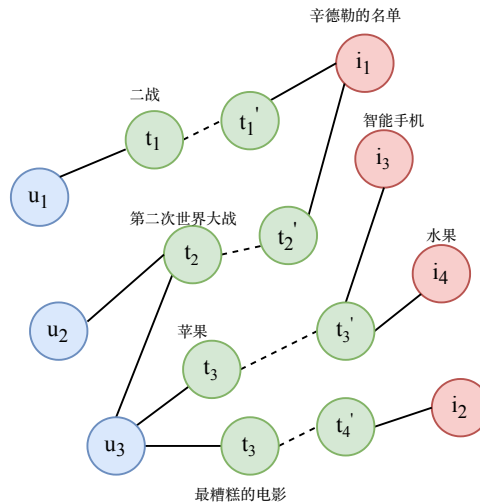 辛德勒的名单
i1
二战
t1'
t1
智能手机
i3
u1
第二次世界大战
t2'
t2
水果
i4
u2
苹果
t3'
t3
i2
t4'
u3
t3
最糟糕的电影